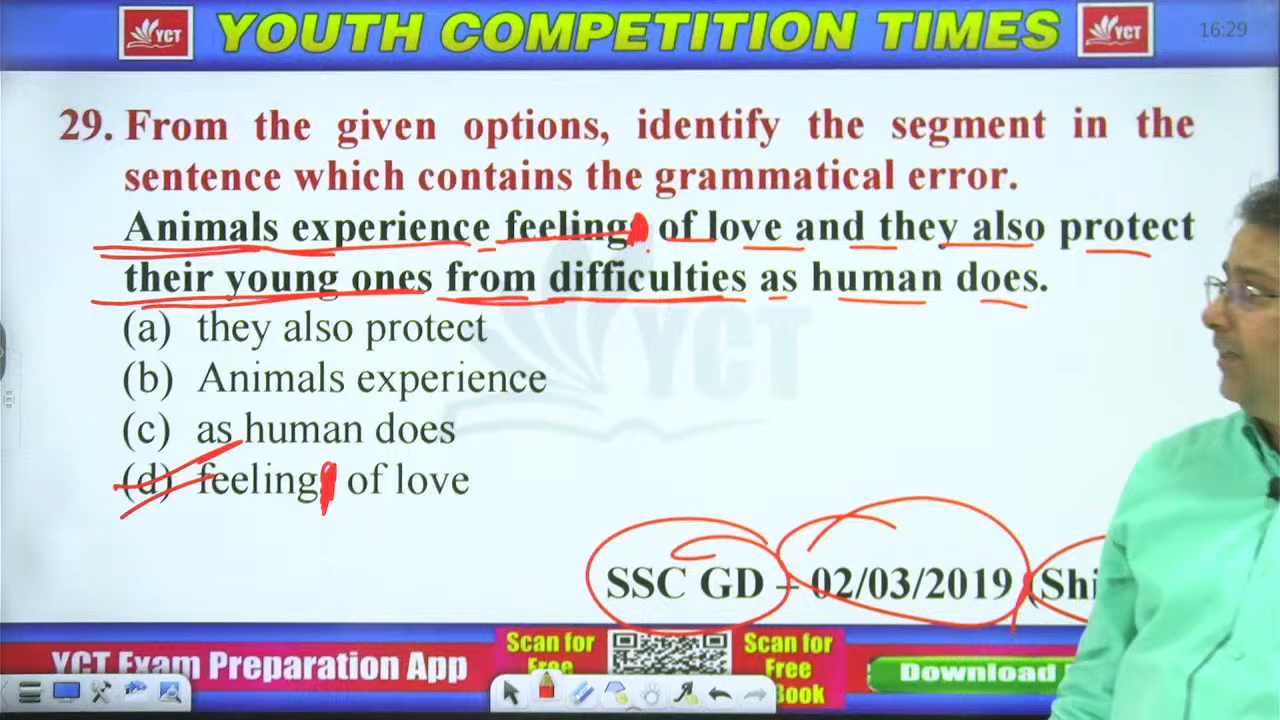 YCT YOUTH COMPETITION TIMES YCT 16:29
29. From the given options, identify the segment in the
sentence which contains the grammatical error.
Animals experience feeling of love and they also protect
their young ones from difficulties as human does.
(a) they also protect
(b) Animals experience
(c) as human does
(d) feeling of love
YCT
SSC GD – 02/03/2019 (Shi
YCT Exam Preparation App
Scan for
Free
Scan for
Free
Book
Download